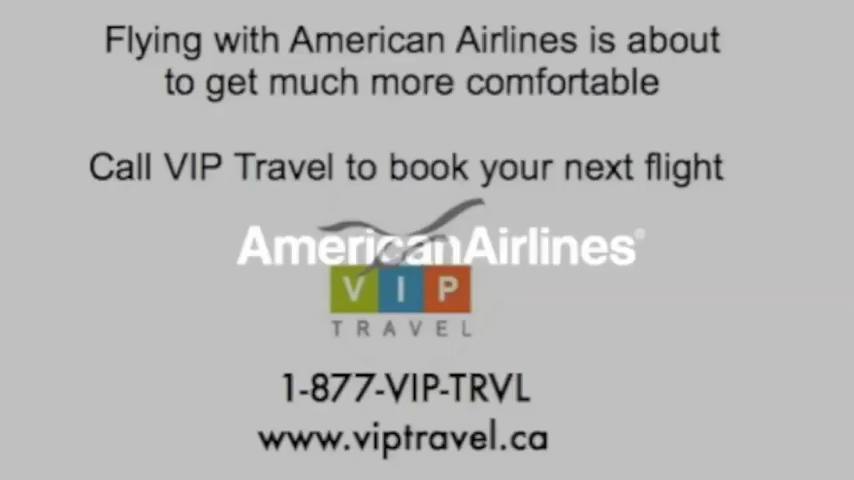 Flying with American Airlines is about
to get much more comfortable
Call VIP Travel to book your next flight
AmericanAirlines®
VIP
TRAVEL
1-877-VIP-TRVL
www.viptravel.ca